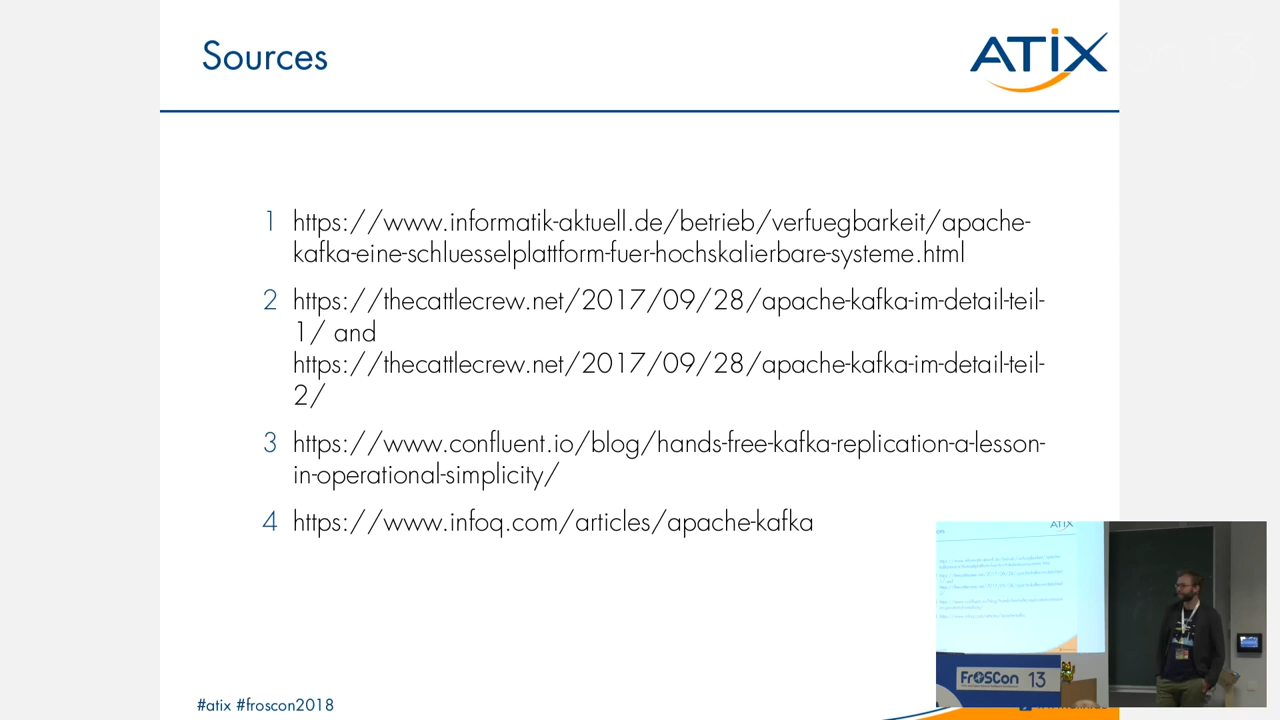 Sources
ATIX
1 https://www.informatik-aktuell.de/betrieb/verfuegbarkeit/apache-
kafka-eine-schluesselplattform-fuer-hochskalierbare-systeme.html
2 https://thecattlecrew.net/2017/09/28/apache-kafka-im-detail-teil-
1/ and
https://thecattlecrew.net/2017/09/28/apache-kafka-im-detail-teil-
2/
3 https://www.confluent.io/blog/hands-free-kafka-replication-a-lesson-
in-operational-simplicity/
4 https://www.infoq.com/articles/apache-kafka
ATIX
FrOSCon 13
#atix #froscon2018